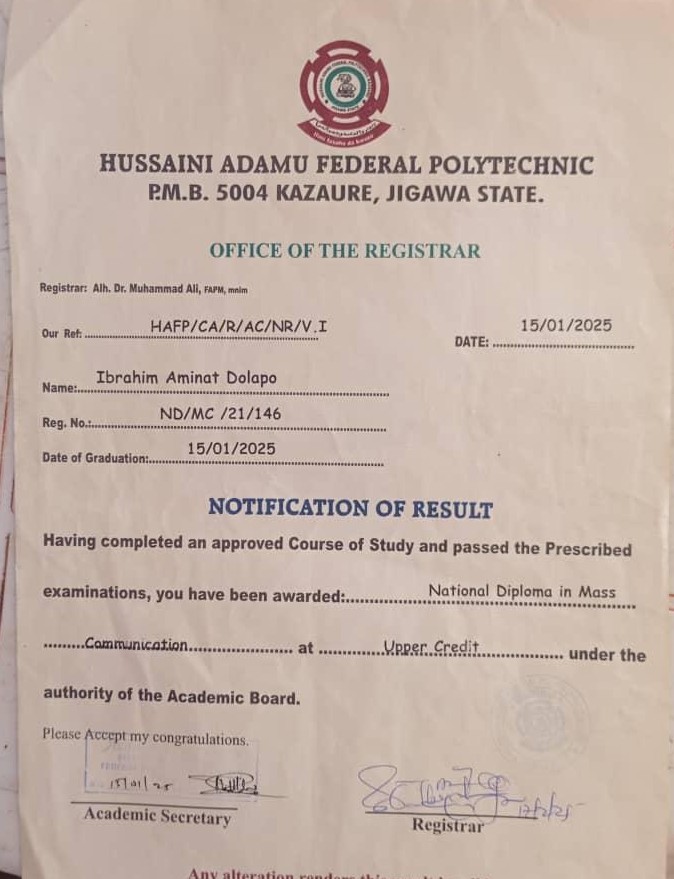 HUSSAINI ADAMU FEDERAL POLYTECHNIC
P.M.B. 5004 KAZAURE, JIGAWA STATE.
OFFICE OF THE REGISTRAR
Registrar: Alh. Dr. Muhammad Ali, FAPM, mnim
Our Ref: HAFP/CA/R/AC/NR/V.I
DATE: 15/01/2025
Name: Ibrahim Aminat Dolapo
Reg. No.: ND/MC /21/146
Date of Graduation: 15/01/2025
NOTIFICATION OF RESULT
Having completed an approved Course of Study and passed the Prescribed
examinations, you have been awarded: National Diploma in Mass
Communication at Upper Credit under the
authority of the Academic Board.
Please Accept my congratulations.
15/01/25
Academic Secretary
Registrar
Any alteration renders